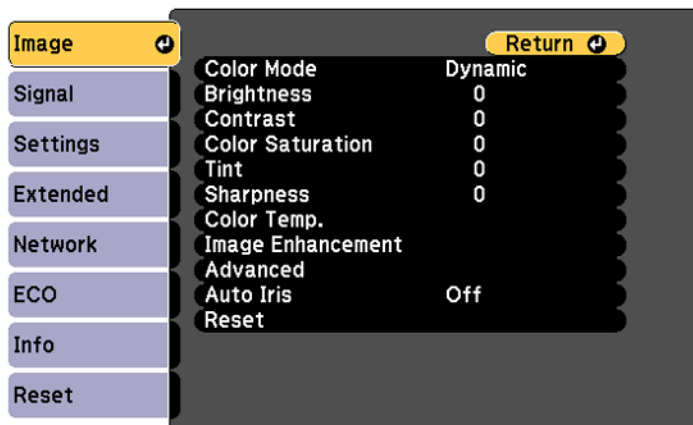 Image
Signal
Settings
Extended
Network
ECO
Info
Reset
Return
Color Mode Dynamic
Brightness 0
Contrast 0
Color Saturation 0
Tint 0
Sharpness 0
Color Temp.
Image Enhancement
Advanced
Auto Iris Off
Reset